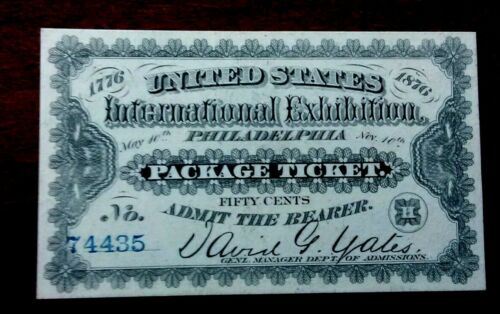 1776 UNITED STATES 1876
International Exhibition,
May 10th PHILADELPHIA Nov. 10th
PACKAGE TICKET.
FIFTY CENTS
No. ADMIT THE BEARER. H
74435 David G. Yates.
GENL. MANAGER DEPT. OF ADMISSIONS.